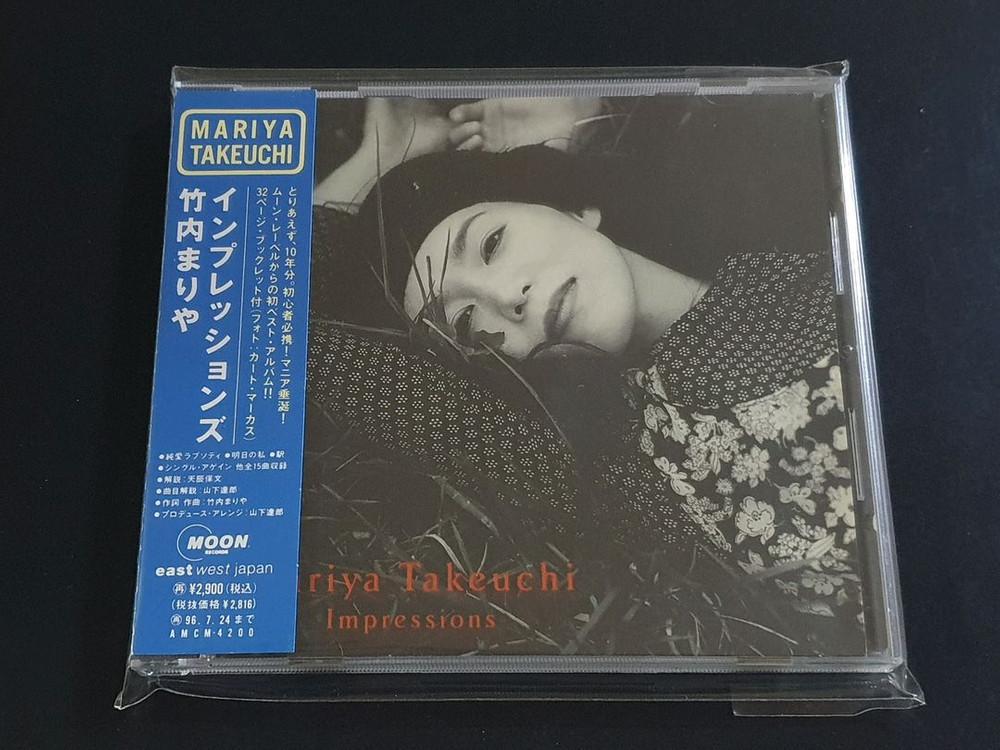 MARIYA
TAKEUCHI
インプレッションズ
竹内まりや
とりあえず、10年分。初心者必携！マニア垂涎！
ムーン・レーベルからの初ベスト・アルバム!!
32ページ・ブックレット付(フォト：カート・マーカス)
●純愛ラプソディ ●明日の私 ●駅
●シングル・アゲイン 他全15曲収録
●解説：天辰保文
●曲目解説：山下達郎
●作詞 作曲：竹内まりや
●プロデュース・アレンジ：山下達郎
MOON
RECORDS
east west japan
再 ¥2,900(税込)
(税抜価格¥2,816)
再 96.7.24まで
AMCM-4200
riya Takeuchi
Impressions